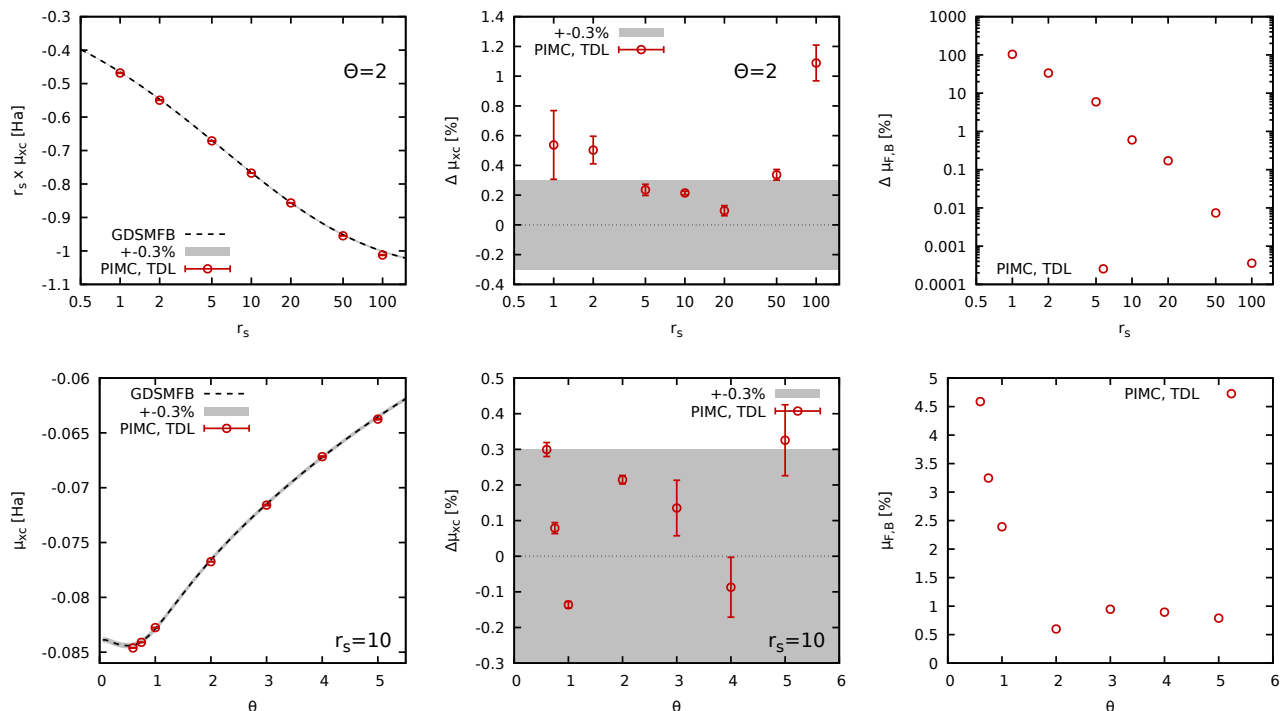 -0.3
-0.4
-0.5
-0.6
-0.7
-0.8
-0.9
-1
-1.1
r_s x μ_xc [Ha]
Θ=2
GDSMFB
+-0.3%
PIMC, TDL
0.5 1 2 5 10 20 50 100
r_s
1.4
1.2
1
0.8
0.6
0.4
0.2
0
-0.2
-0.4
Δ μ_xc [%]
+-0.3%
PIMC, TDL
Θ=2
0.5 1 2 5 10 20 50 100
r_s
1000
100
10
1
0.1
0.01
0.001
0.0001
Δ μ_F,B [%]
PIMC, TDL
0.5 1 2 5 10 20 50 100
r_s
-0.06
-0.065
-0.07
-0.075
-0.08
-0.085
μ_xc [Ha]
GDSMFB
+-0.3%
PIMC, TDL
r_s=10
0 1 2 3 4 5
θ
0.5
0.4
0.3
0.2
0.1
0
-0.1
-0.2
-0.3
Δμ_xc [%]
+-0.3%
PIMC, TDL
r_s=10
0 1 2 3 4 5 6
θ
5
4.5
4
3.5
3
2.5
2
1.5
1
0.5
0
μ_F,B [%]
PIMC, TDL
0 1 2 3 4 5 6
θ